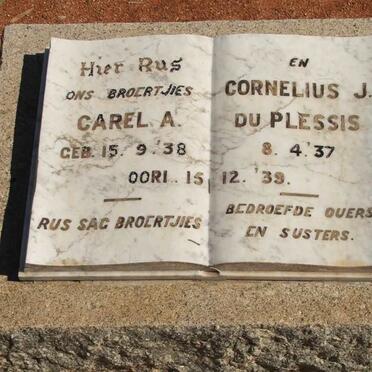 Hier Rus
ONS BROERTJIES
CAREL A.
GEB. 15. 9. '38
OORL. 15
RUS SAG BROERTJIES
EN
CORNELIUS J.
DU PLESSIS
8. 4. '37
12. '39.
BEDROEFDE OUERS
EN SUSTERS.